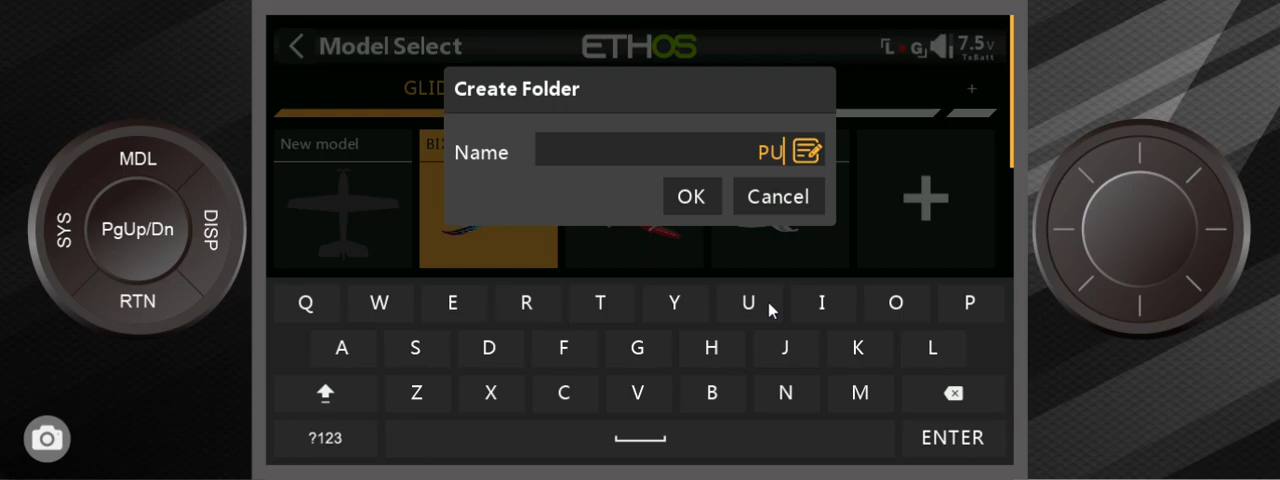 Model Select
ETHOS
7.5v
TxBatt
GLID
+
Create Folder
New model
BI
Name
PU
OK
Cancel
MDL
SYS
PgUp/Dn
DISP
RTN
Q W E R T Y U I O P
A S D F G H J K L
Z X C V B N M
?123
ENTER